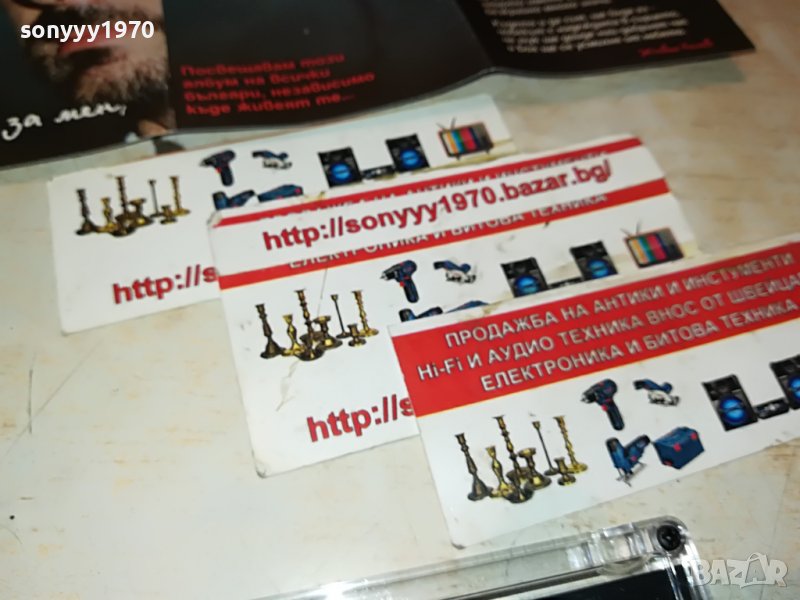 sonyyy1970
за мен,
Посвещавам този
албум на всички
българи, независимо
къде живеят те...
http://s
http://sonyyy1970.bazar.bg/
ЕЛЕКТРОНИКА И БИТОВА ТЕХНИКА
http://s
ПРОДАЖБА НА АНТИКИ И ИНСТУМЕНТИ
Hi-Fi И АУДИО ТЕХНИКА ВНОС ОТ ШВЕЙЦА
ЕЛЕКТРОНИКА И БИТОВА ТЕХНИКА
BAZAR